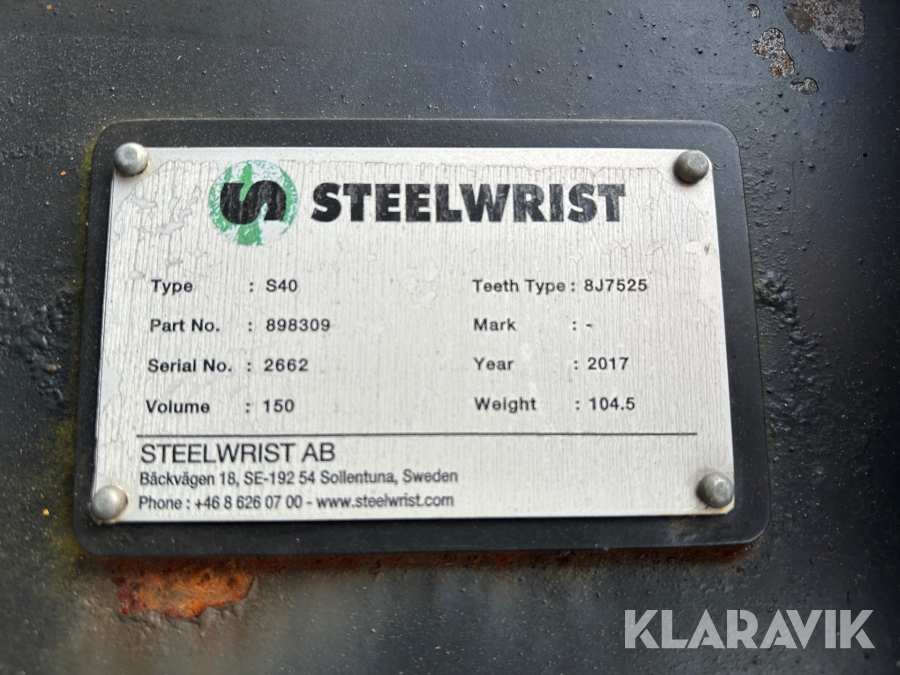 STEELWRIST
Type : S40
Teeth Type : 8J7525
Part No. : 898309
Mark : -
Serial No. : 2662
Year : 2017
Volume : 150
Weight : 104.5
STEELWRIST AB
Bäckvägen 18, SE-192 54 Sollentuna, Sweden
Phone : +46 8 626 07 00 - www.steelwrist.com
KLARAVIK